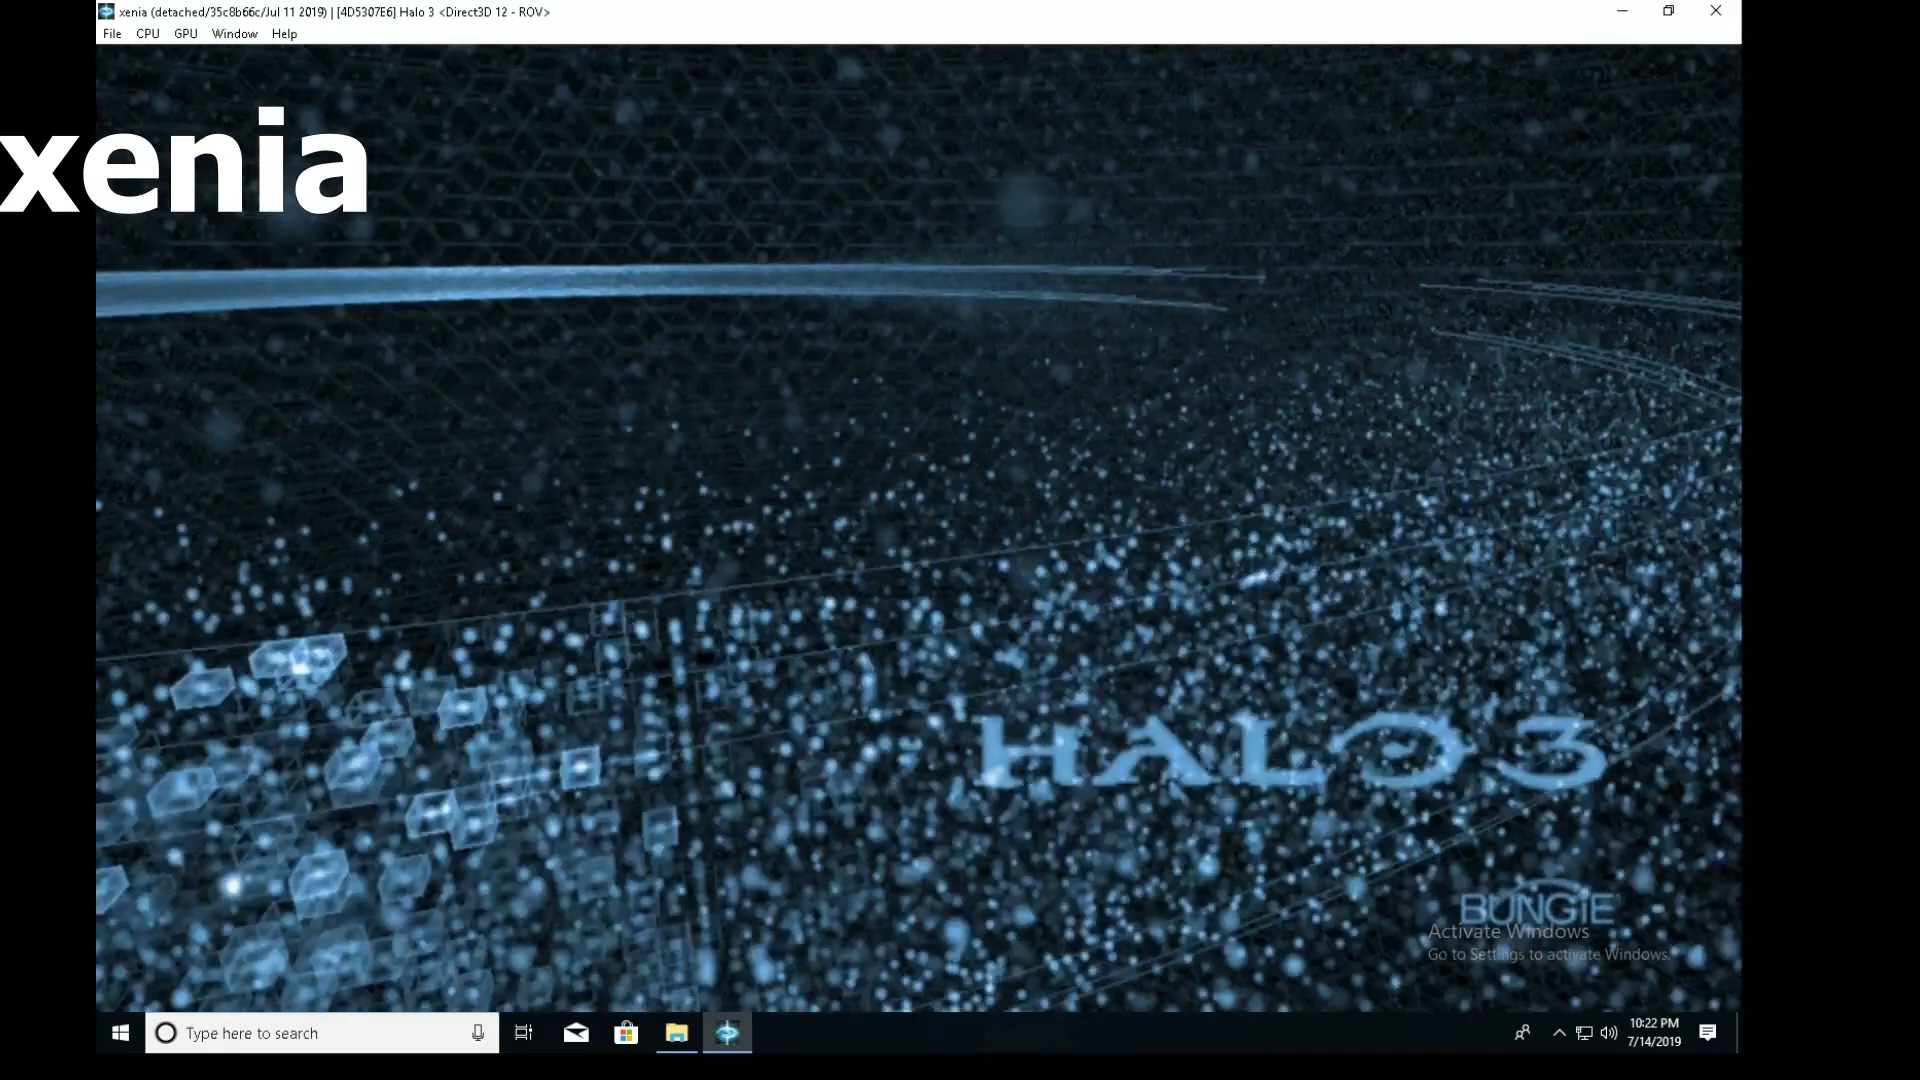 xenia (detached/35c8b66c/Jul 11 2019) | [4D5307E6] Halo 3 <Direct3D 12 - ROV>
File CPU GPU Window Help
xenia
HALO 3
BUNGIE
Activate Windows
Go to Settings to activate Windows.
Type here to search
10:22 PM
7/14/2019